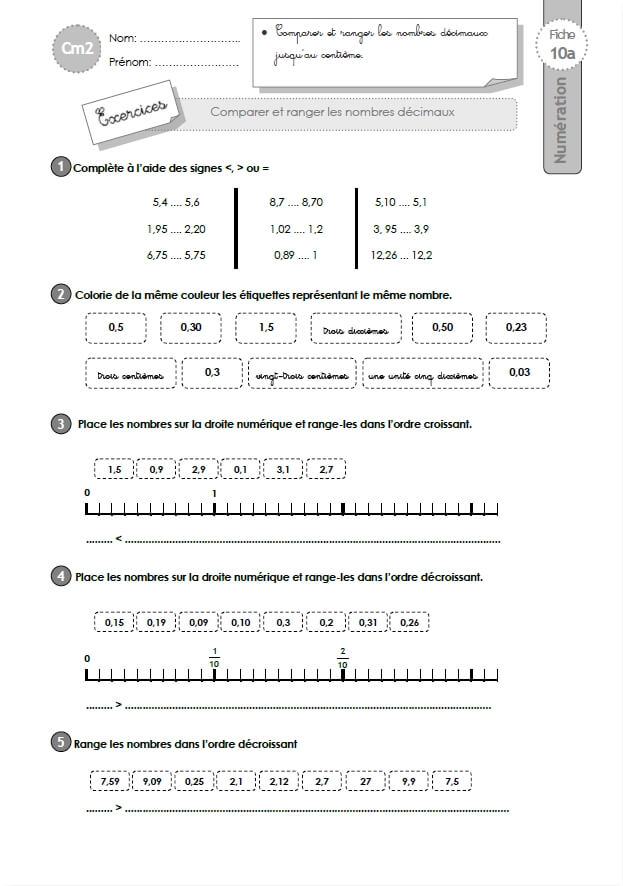 Cm2
Nom: ............................
Prénom: ........................
• Comparer et ranger les nombres décimaux
jusqu'au centième.
Fiche
10a
Numération
Exercices
Comparer et ranger les nombres décimaux
1 Complète à l'aide des signes <, > ou =
5,4 .... 5,6 8,7 .... 8,70 5,10 .... 5,1
1,95 .... 2,20 1,02 .... 1,2 3, 95 .... 3,9
6,75 .... 5,75 0,89 .... 1 12,26 ... 12,2
2 Colorie de la même couleur les étiquettes représentant le même nombre.
0,5 0,30 1,5 trois dixièmes 0,50 0,23
trois centièmes 0,3 vingt-trois centièmes une unité cinq dixièmes 0,03
3 Place les nombres sur la droite numérique et range-les dans l'ordre croissant.
1,5 0,9 2,9 0,1 3,1 2,7
0 1
......... < ..............................................................................................................................
4 Place les nombres sur la droite numérique et range-les dans l'ordre décroissant.
0,15 0,19 0,09 0,10 0,3 0,2 0,31 0,26
0 1/10 2/10
......... > ...........................................................................................................................
5 Range les nombres dans l'ordre décroissant
7,59 9,09 0,25 2,1 2,12 2,7 27 9,9 7,5
......... > .................................................................................................................................